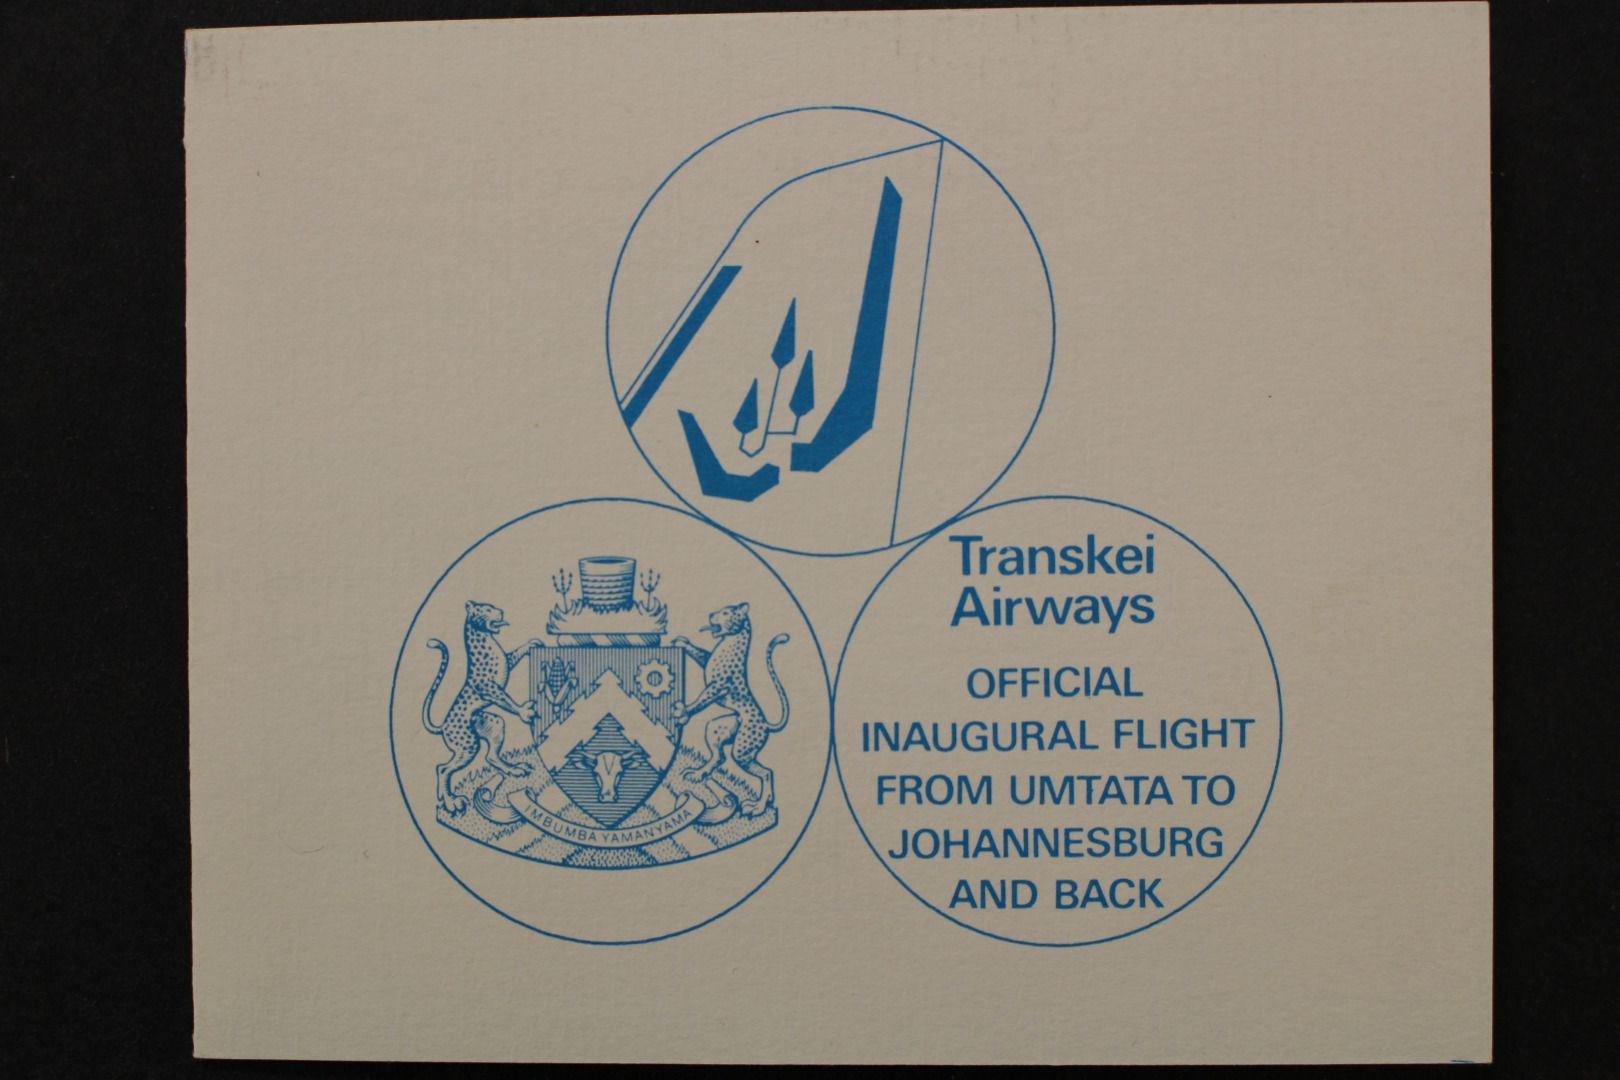 Transkei
Airways
OFFICIAL
INAUGURAL FLIGHT
FROM UMTATA TO
JOHANNESBURG
AND BACK
IMBUMBA YAMANYAMA